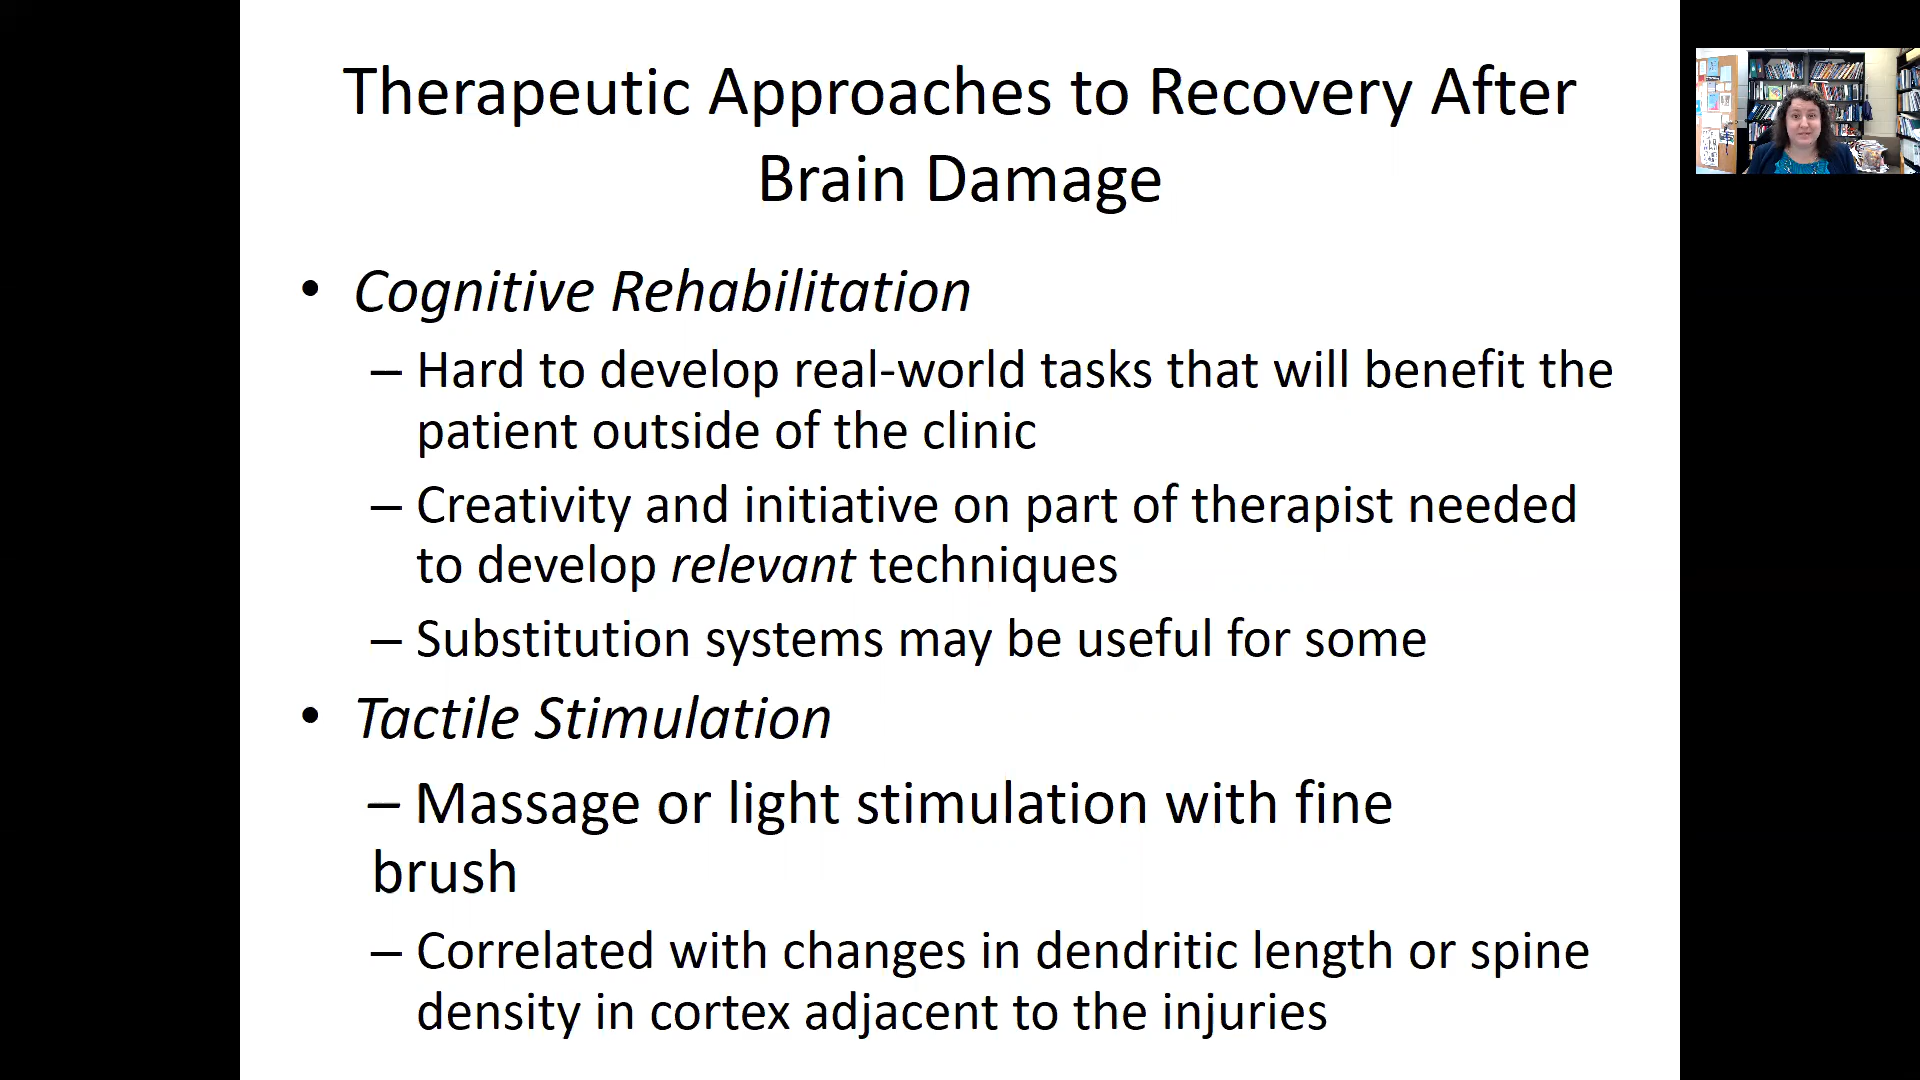 Therapeutic Approaches to Recovery After
Brain Damage
• Cognitive Rehabilitation
– Hard to develop real-world tasks that will benefit the
patient outside of the clinic
– Creativity and initiative on part of therapist needed
to develop relevant techniques
– Substitution systems may be useful for some
• Tactile Stimulation
– Massage or light stimulation with fine
brush
– Correlated with changes in dendritic length or spine
density in cortex adjacent to the injuries